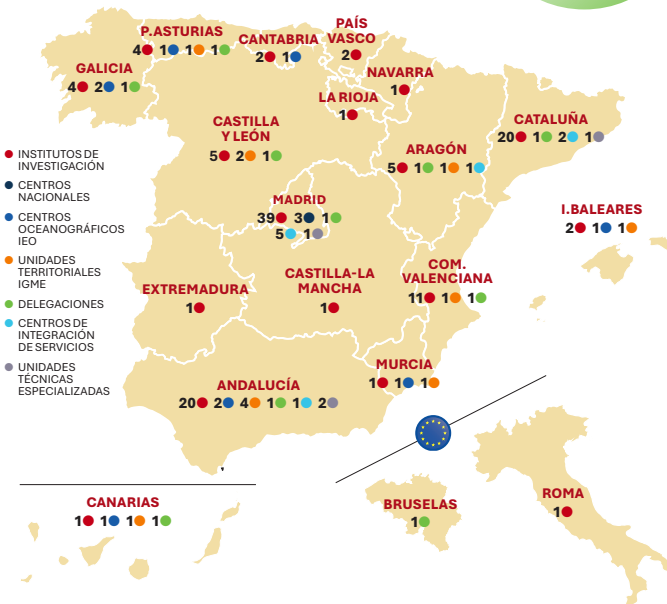 P.ASTURIAS
4 1 1 1
CANTABRIA
2 1
PAÍS
VASCO
2
GALICIA
4 2 1
NAVARRA
1
LA RIOJA
1
CATALUÑA
20 1 2 1
CASTILLA
Y LEÓN
5 2 1
ARAGÓN
5 1 1 1
INSTITUTOS DE
INVESTIGACIÓN
CENTROS
NACIONALES
CENTROS
OCEANOGRÁFICOS
IEO
UNIDADES
TERRITORIALES
IGME
DELEGACIONES
CENTROS DE
INTEGRACIÓN
DE SERVICIOS
UNIDADES
TÉCNICAS
ESPECIALIZADAS
MADRID
39 3 1
5 1
I.BALEARES
2 1 1
EXTREMADURA
1
CASTILLA-LA
MANCHA
1
COM.
VALENCIANA
11 1 1
MURCIA
1 1 1
ANDALUCÍA
20 2 4 1 1 2
CANARIAS
1 1 1 1
BRUSELAS
1
ROMA
1